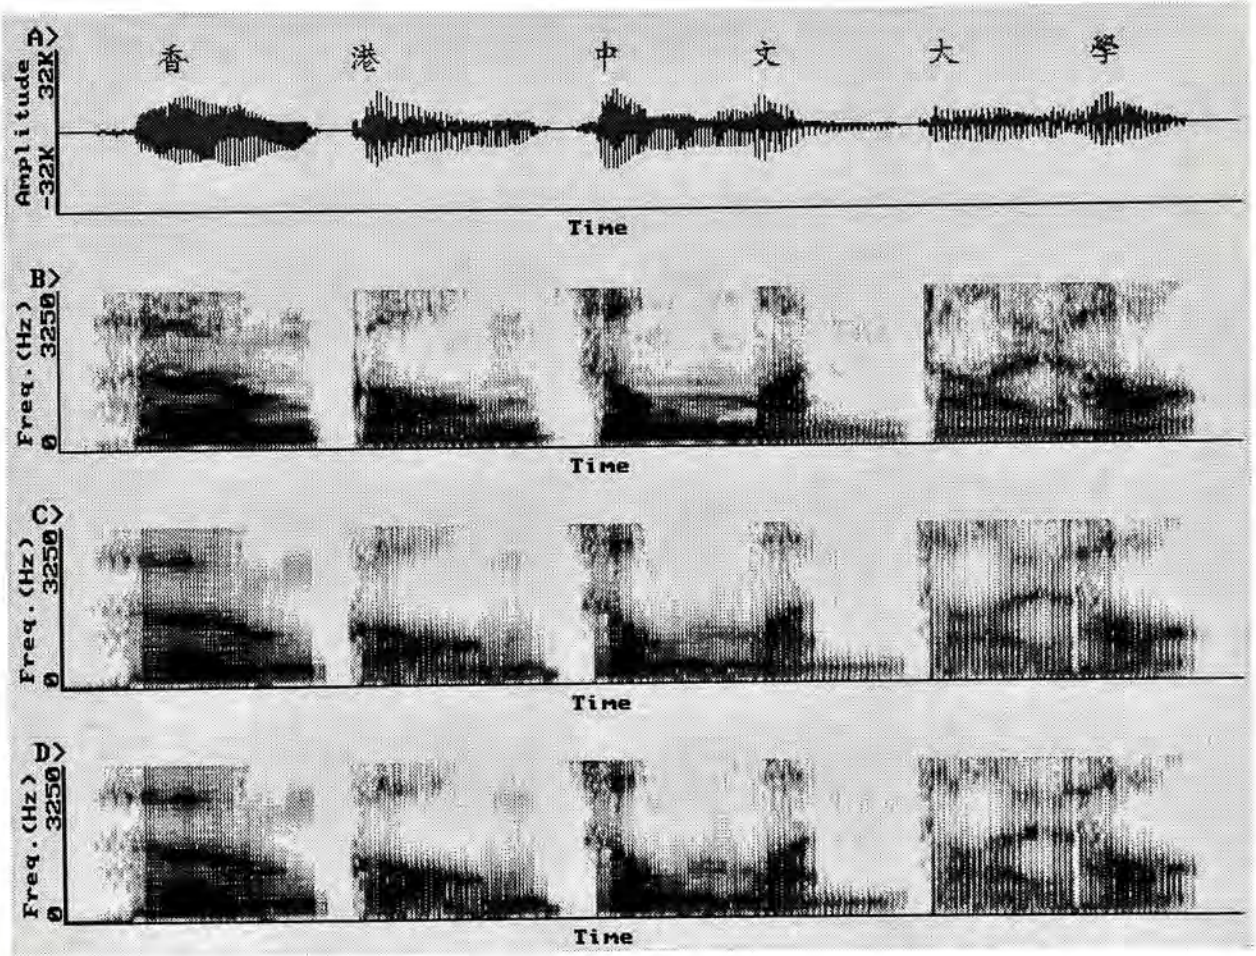 A>
香 港 中 文 大 學
Amplitude
-32K 32K
Time
B>
Freq.(Hz)
0 3250
Time
C>
Freq.(Hz)
0 3250
Time
D>
Freq.(Hz)
0 3250
Time